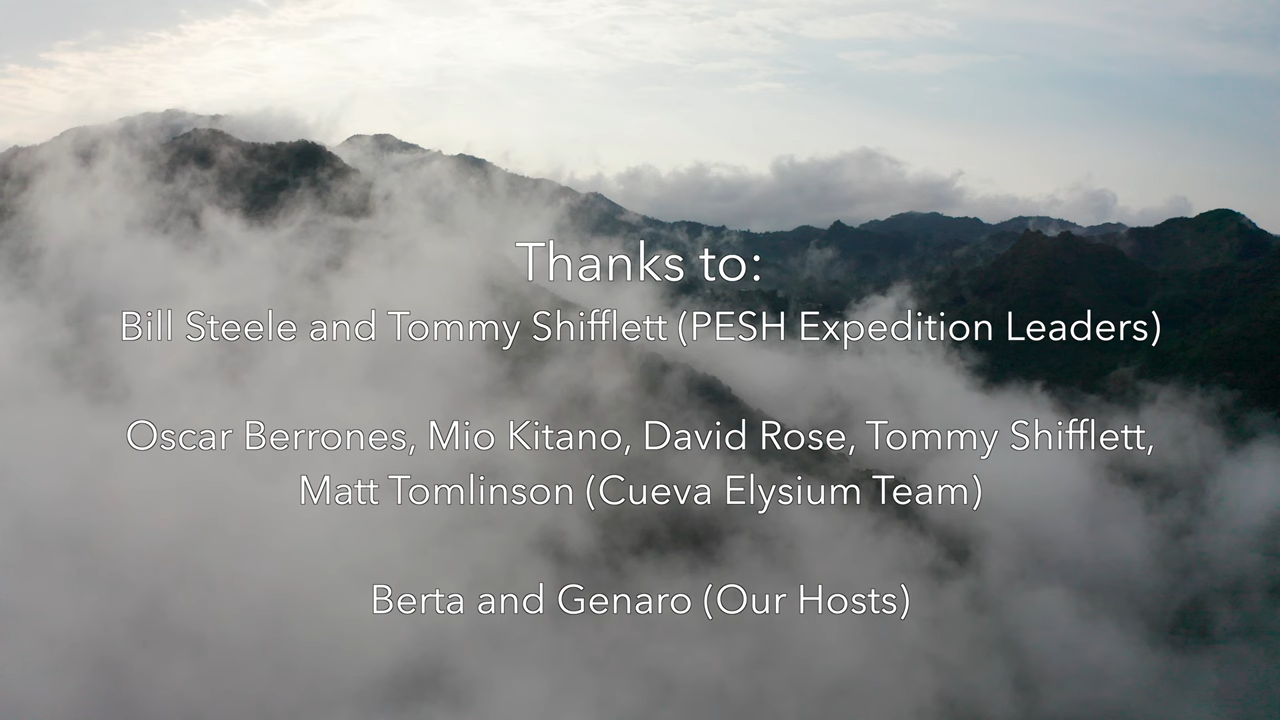 Thanks to:
Bill Steele and Tommy Shifflett (PESH Expedition Leaders)
Oscar Berrones, Mio Kitano, David Rose, Tommy Shifflett,
Matt Tomlinson (Cueva Elysium Team)
Berta and Genaro (Our Hosts)